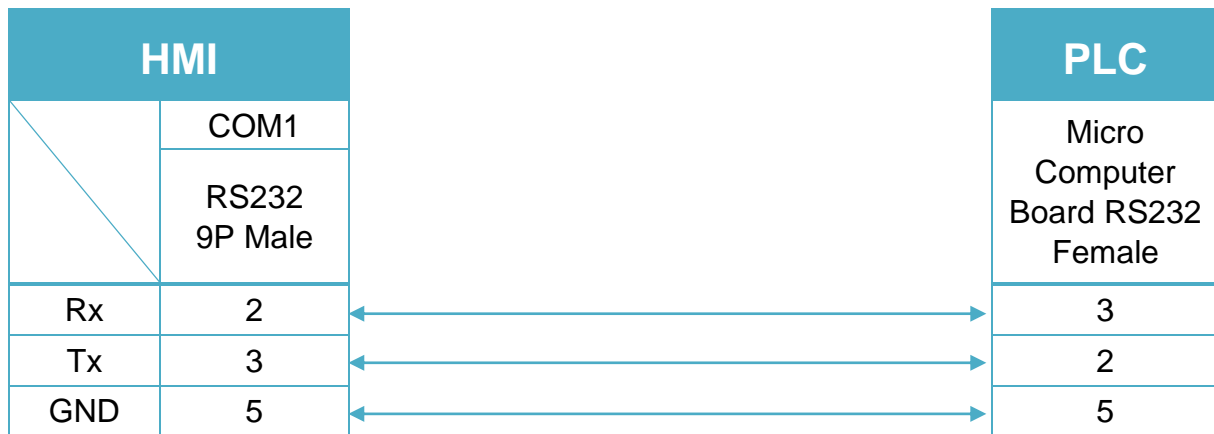 HMI
PLC
COM1
RS232
9P Male
Micro
Computer
Board RS232
Female
Rx 2 3
Tx 3 2
GND 5 5